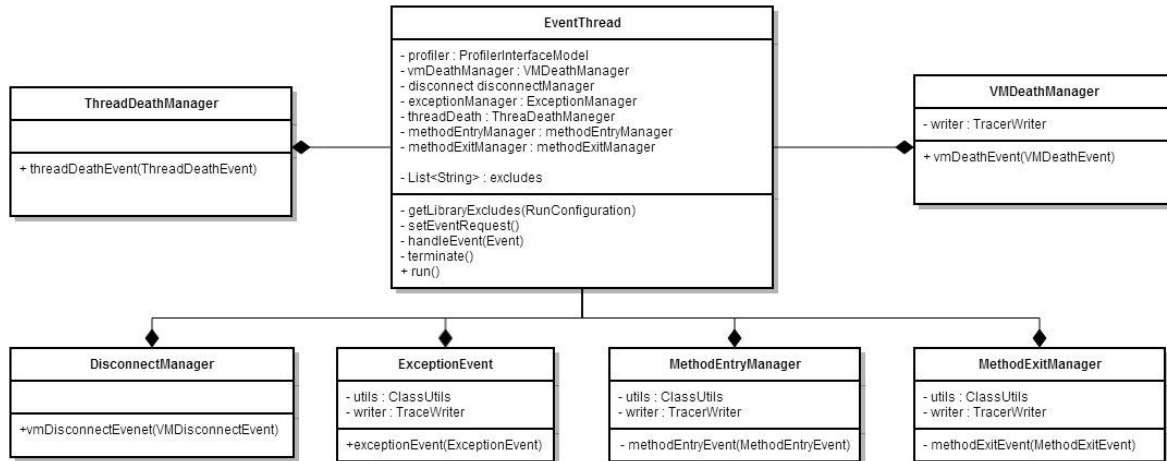 EventThread
- profiler : ProfilerInterfaceModel
- vmDeathManager : VMDeathManager
- disconnect disconnectManager
- exceptionManager : ExceptionManager
- threadDeath : ThreaDeathManeger
- methodEntryManager : methodEntryManager
- methodExitManager : methodExitManager
- List<String> : excludes
- getLibraryExcludes(RunConfiguration)
- setEventRequest()
- handleEvent(Event)
- terminate()
+ run()
ThreadDeathManager
+ threadDeathEvent(ThreadDeathEvent)
VMDeathManager
- writer : TracerWriter
+ vmDeathEvent(VMDeathEvent)
DisconnectManager
+vmDisconnectEvenet(VMDisconnectEvent)
ExceptionEvent
- utils : ClassUtils
- writer : TraceWriter
+exceptionEvent(ExceptionEvent)
MethodEntryManager
- utils : ClassUtils
- writer : TracerWriter
- methodEntryEvent(MethodEntryEvent)
MethodExitManager
- utils : ClassUtils
- writer : TracerWriter
- methodExitEvent(MethodExitEvent)